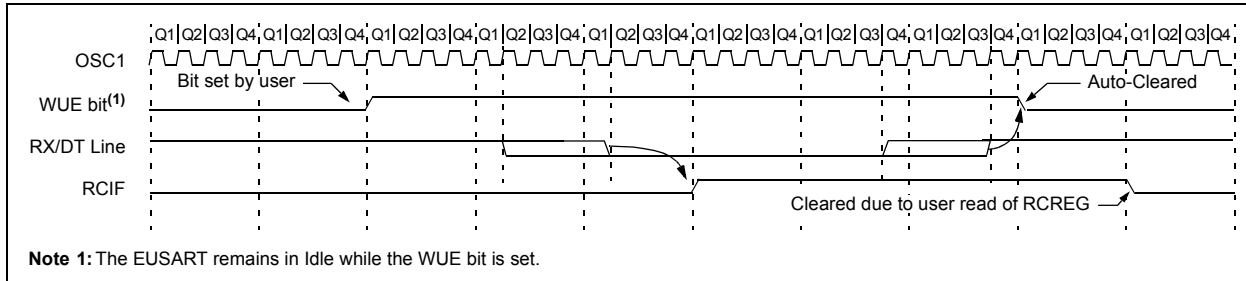 Q1 Q2 Q3 Q4 Q1 Q2 Q3 Q4 Q1 Q2 Q3 Q4 Q1 Q2 Q3 Q4 Q1 Q2 Q3 Q4 Q1 Q2 Q3 Q4 Q1 Q2 Q3 Q4 Q1 Q2 Q3 Q4 Q1 Q2 Q3 Q4 Q1 Q2 Q3 Q4
OSC1
Bit set by user
Auto-Cleared
WUE bit(1)
RX/DT Line
RCIF
Cleared due to user read of RCREG
Note 1: The EUSART remains in Idle while the WUE bit is set.